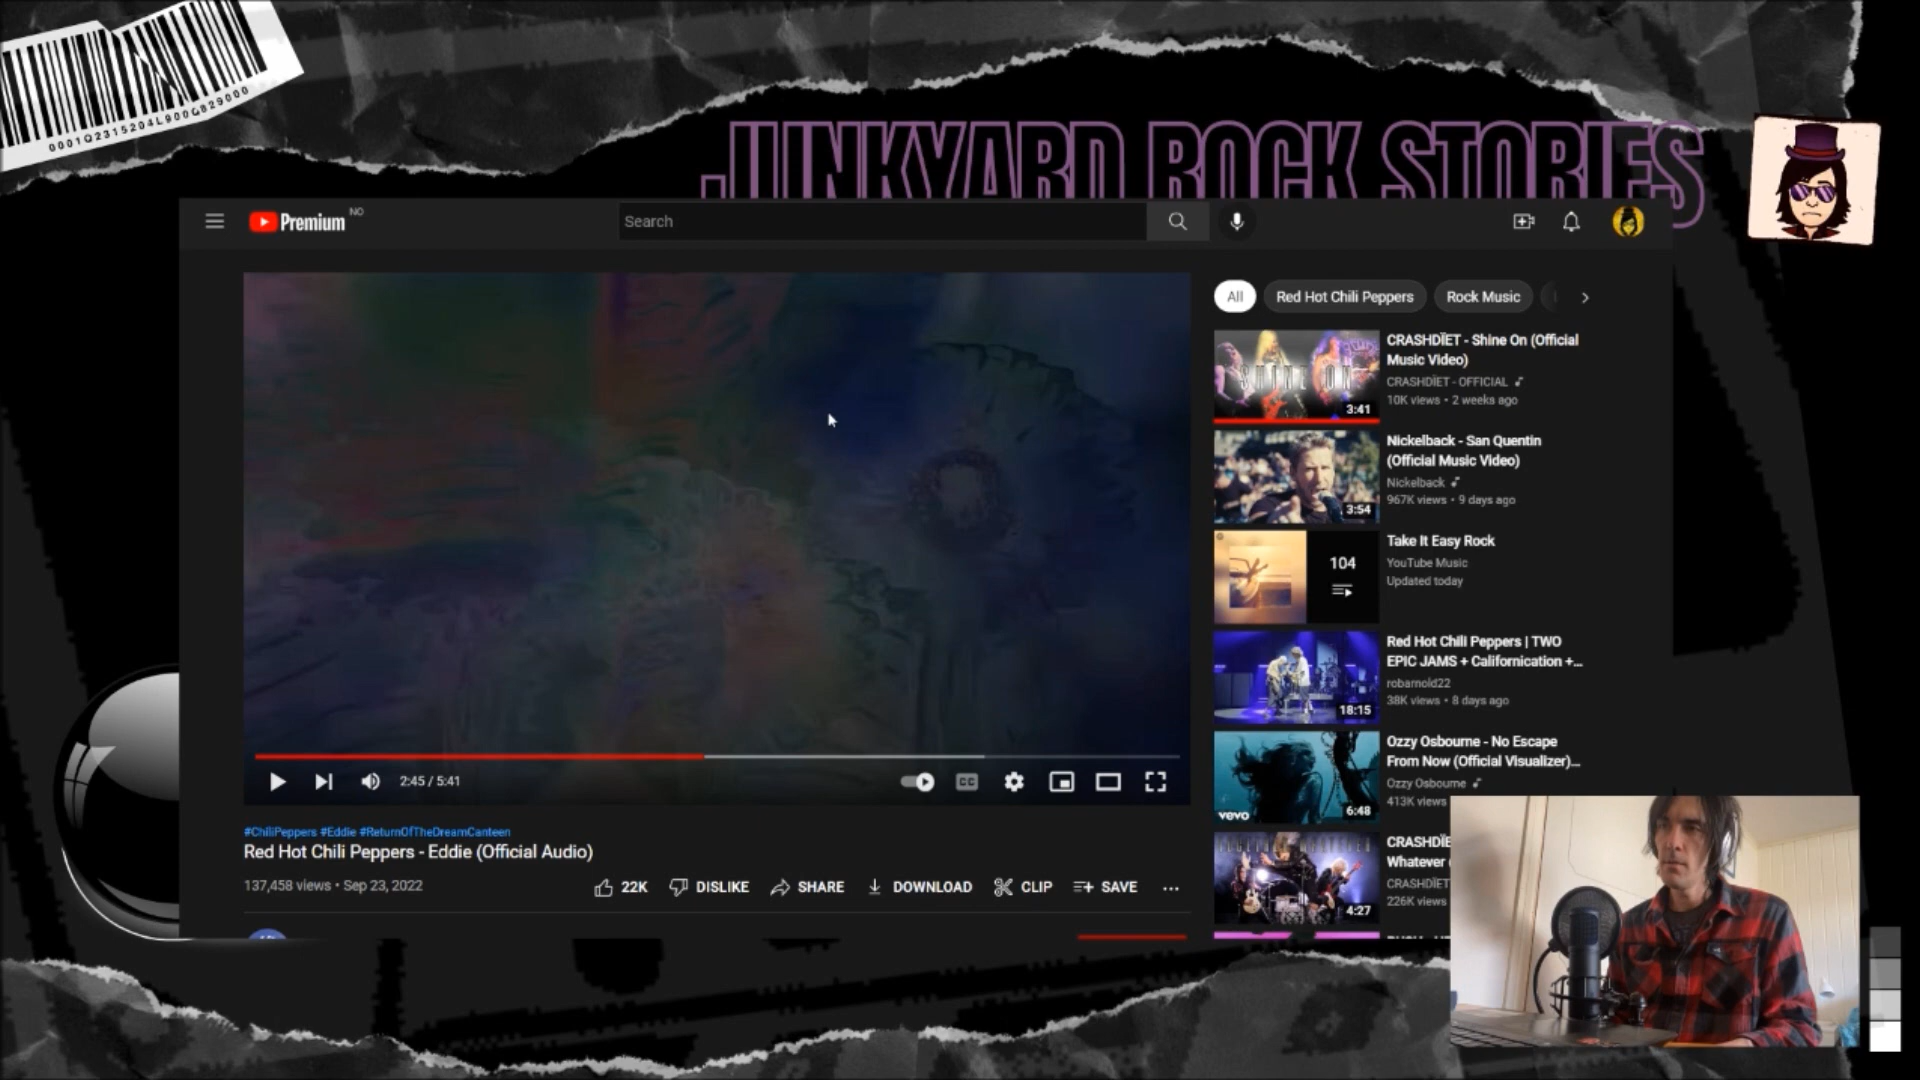 0001Q2315204L900G829000
JUNKYARD ROCK STORIES
Premium NO
Search
All
Red Hot Chili Peppers
Rock Music
SHINE ON
3:41
CRASHDÏET - Shine On (Official
Music Video)
CRASHDÏET - OFFICIAL
10K views • 2 weeks ago
3:54
Nickelback - San Quentin
(Official Music Video)
Nickelback
967K views • 9 days ago
104
Take It Easy Rock
YouTube Music
Updated today
18:15
Red Hot Chili Peppers | TWO
EPIC JAMS + Californication +...
robarnold22
38K views • 8 days ago
vevo
6:48
Ozzy Osbourne - No Escape
From Now (Official Visualizer)...
Ozzy Osbourne
413K views
4:27
CRASHDÏE
Whatever
CRASHDÏET
226K views
2:45 / 5:41
CC
#ChiliPeppers #Eddie #ReturnOfTheDreamCanteen
Red Hot Chili Peppers - Eddie (Official Audio)
137,458 views • Sep 23, 2022
22K
DISLIKE
SHARE
DOWNLOAD
CLIP
SAVE